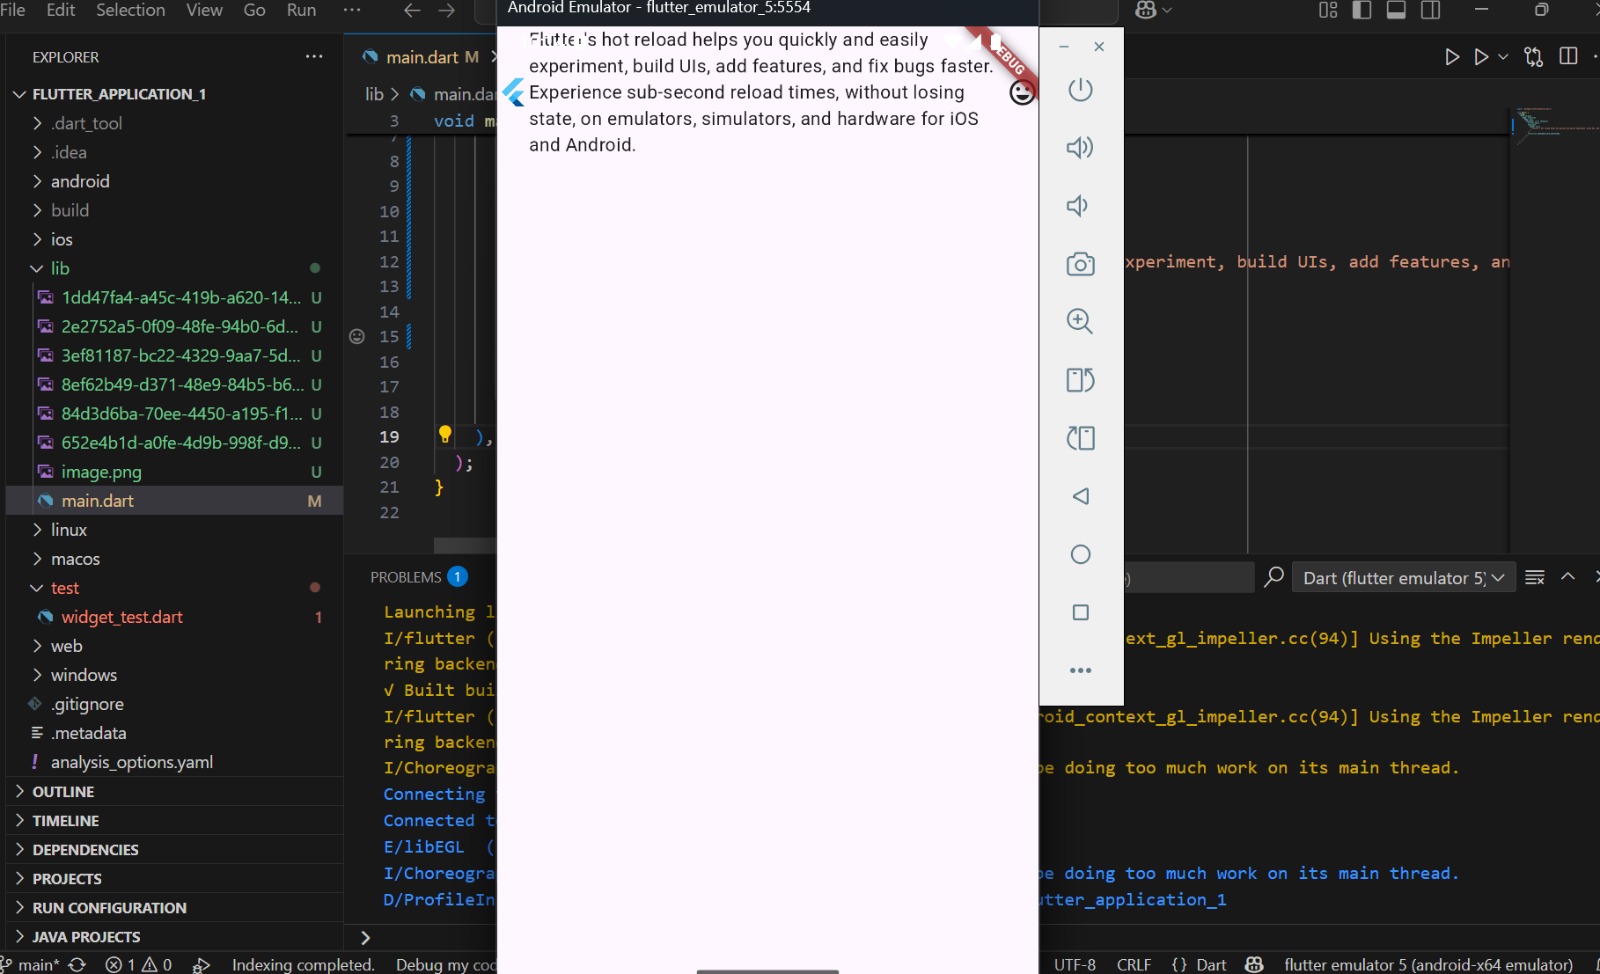 File Edit Selection View Go Run ···
Android Emulator - flutter_emulator_5:5554
EXPLORER
FLUTTER_APPLICATION_1
.dart_tool
.idea
android
build
ios
lib
1dd47fa4-a45c-419b-a620-14... U
2e2752a5-0f09-48fe-94b0-6d... U
3ef81187-bc22-4329-9aa7-5d... U
8ef62b49-d371-48e9-84b5-b6... U
84d3d6ba-70ee-4450-a195-f1... U
652e4b1d-a0fe-4d9b-998f-d9... U
image.png U
main.dart M
linux
macos
test
widget_test.dart 1
web
windows
.gitignore
.metadata
analysis_options.yaml
OUTLINE
TIMELINE
DEPENDENCIES
PROJECTS
RUN CONFIGURATION
JAVA PROJECTS
main.dart M
lib > main.dar
3 void m
7
8
9
10
11
12 xperiment, build UIs, add features, an
13
14
15
16
17
18
19 ),
20 );
21 }
22
Flutter's hot reload helps you quickly and easily
experiment, build UIs, add features, and fix bugs faster.
Experience sub-second reload times, without losing
state, on emulators, simulators, and hardware for iOS
and Android.
DEBUG
PROBLEMS 1
Dart (flutter emulator 5)
Launching l
I/flutter ( ext_gl_impeller.cc(94)] Using the Impeller rend
ring backen
√ Built bui
I/flutter ( roid_context_gl_impeller.cc(94)] Using the Impeller rend
ring backen
I/Choreogra be doing too much work on its main thread.
Connecting
Connected t
E/libEGL (
I/Choreogra be doing too much work on its main thread.
D/ProfileIn utter_application_1
main* 1 0 Indexing completed. Debug my cod UTF-8 CRLF {} Dart flutter emulator 5 (android-x64 emulator)